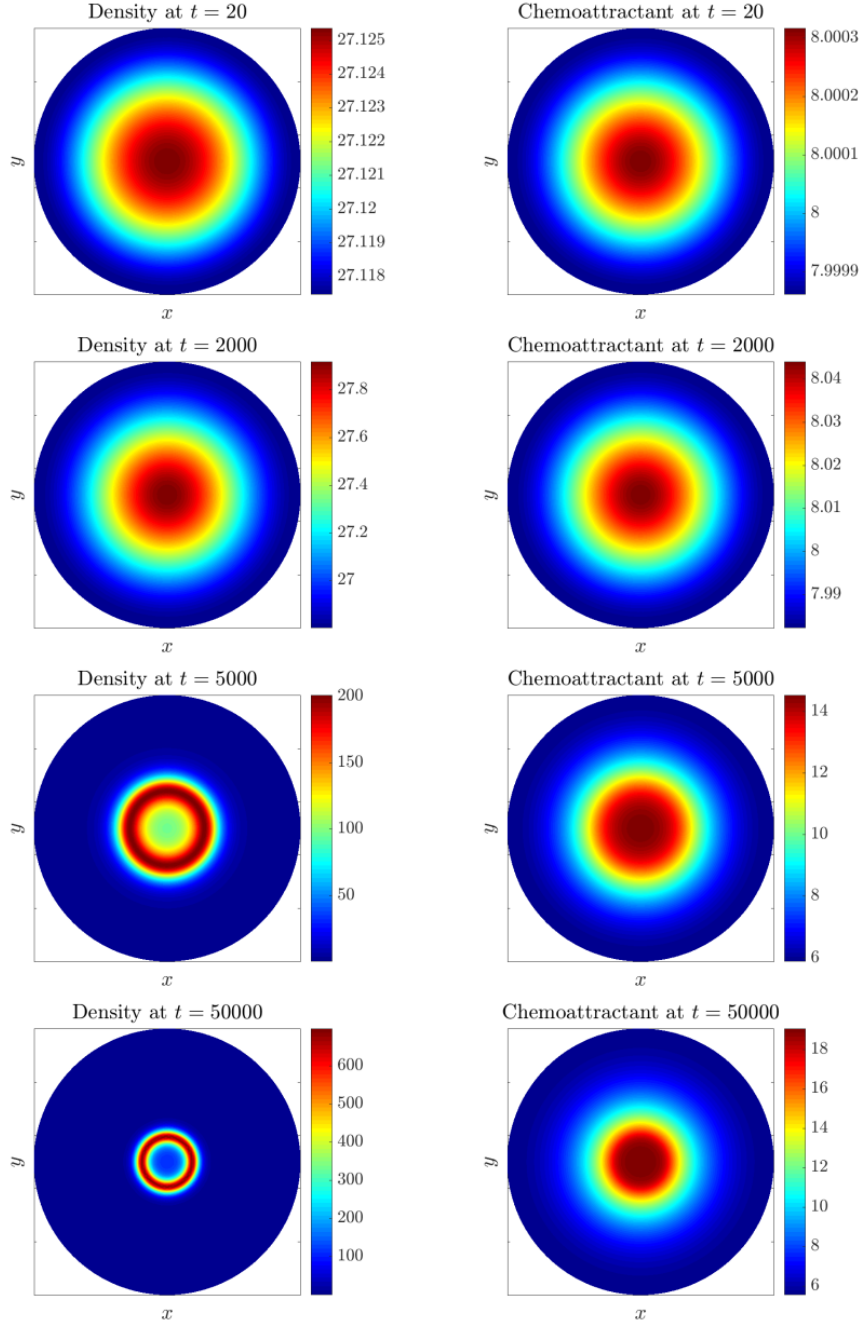 Density at t = 20
27.125
27.124
27.123
27.122
27.121
27.12
27.119
27.118
y
x
Chemoattractant at t = 20
8.0003
8.0002
8.0001
8
7.9999
y
x
Density at t = 2000
27.8
27.6
27.4
27.2
27
y
x
Chemoattractant at t = 2000
8.04
8.03
8.02
8.01
8
7.99
y
x
Density at t = 5000
200
150
100
50
y
x
Chemoattractant at t = 5000
14
12
10
8
6
y
x
Density at t = 50000
600
500
400
300
200
100
y
x
Chemoattractant at t = 50000
18
16
14
12
10
8
6
y
x